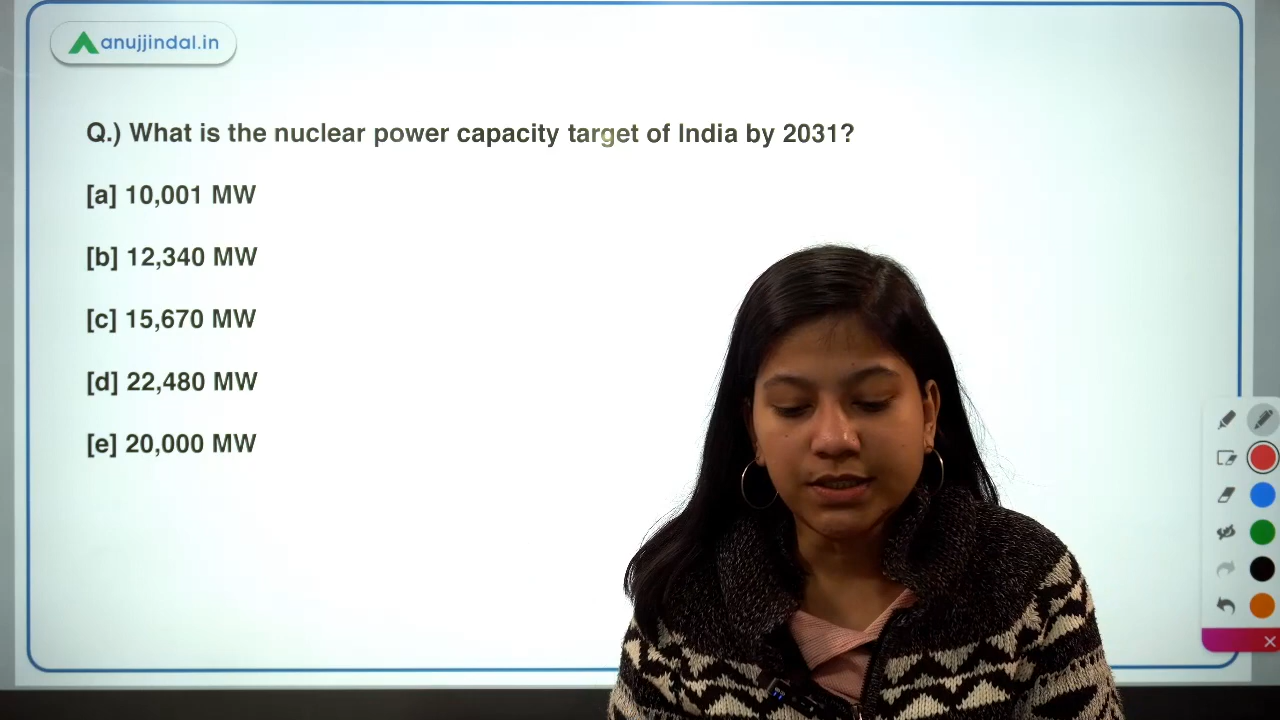 anujjindal.in
Q.) What is the nuclear power capacity target of India by 2031?
[a] 10,001 MW
[b] 12,340 MW
[c] 15,670 MW
[d] 22,480 MW
[e] 20,000 MW